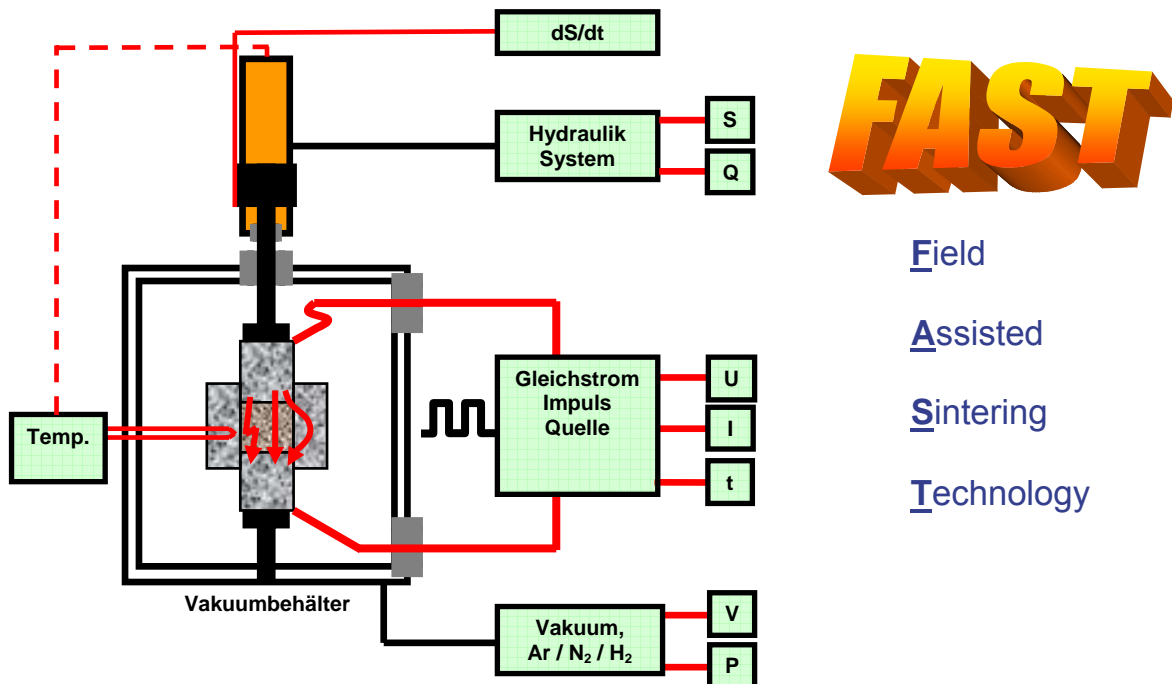 dS/dt
Hydraulik
System
S
Q
Temp.
Gleichstrom
Impuls
Quelle
U
I
t
Vakuumbehälter
Vakuum,
Ar / N₂ / H₂
V
P
FAST
Field
Assisted
Sintering
Technology